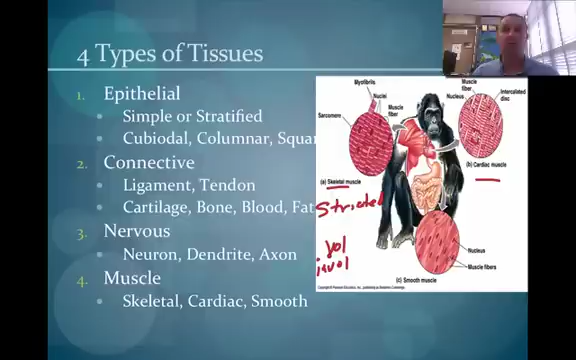 4 Types of Tissues
1. Epithelial
• Simple or Stratified
• Cubiodal, Columnar, Squar
2. Connective
• Ligament, Tendon
• Cartilage, Bone, Blood, Fat
3. Nervous
• Neuron, Dendrite, Axon
4. Muscle
• Skeletal, Cardiac, Smooth
Myofibrils
Nuclei
Muscle
fiber
Sarcomere
(a) Skeletal muscle
Muscle
fiber
Nucleus
Intercalated
disc
(b) Cardiac muscle
Striated
vol
invol
Nucleus
Muscle fibers
(c) Smooth muscle